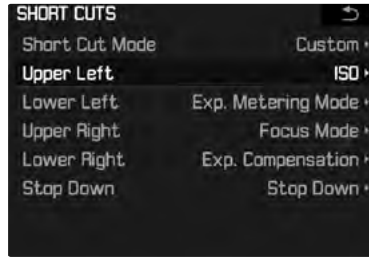 SHORT CUTS
Short Cut Mode Custom
Upper Left ISO
Lower Left Exp. Metering Mode
Upper Right Focus Mode
Lower Right Exp. Compensation
Stop Down Stop Down